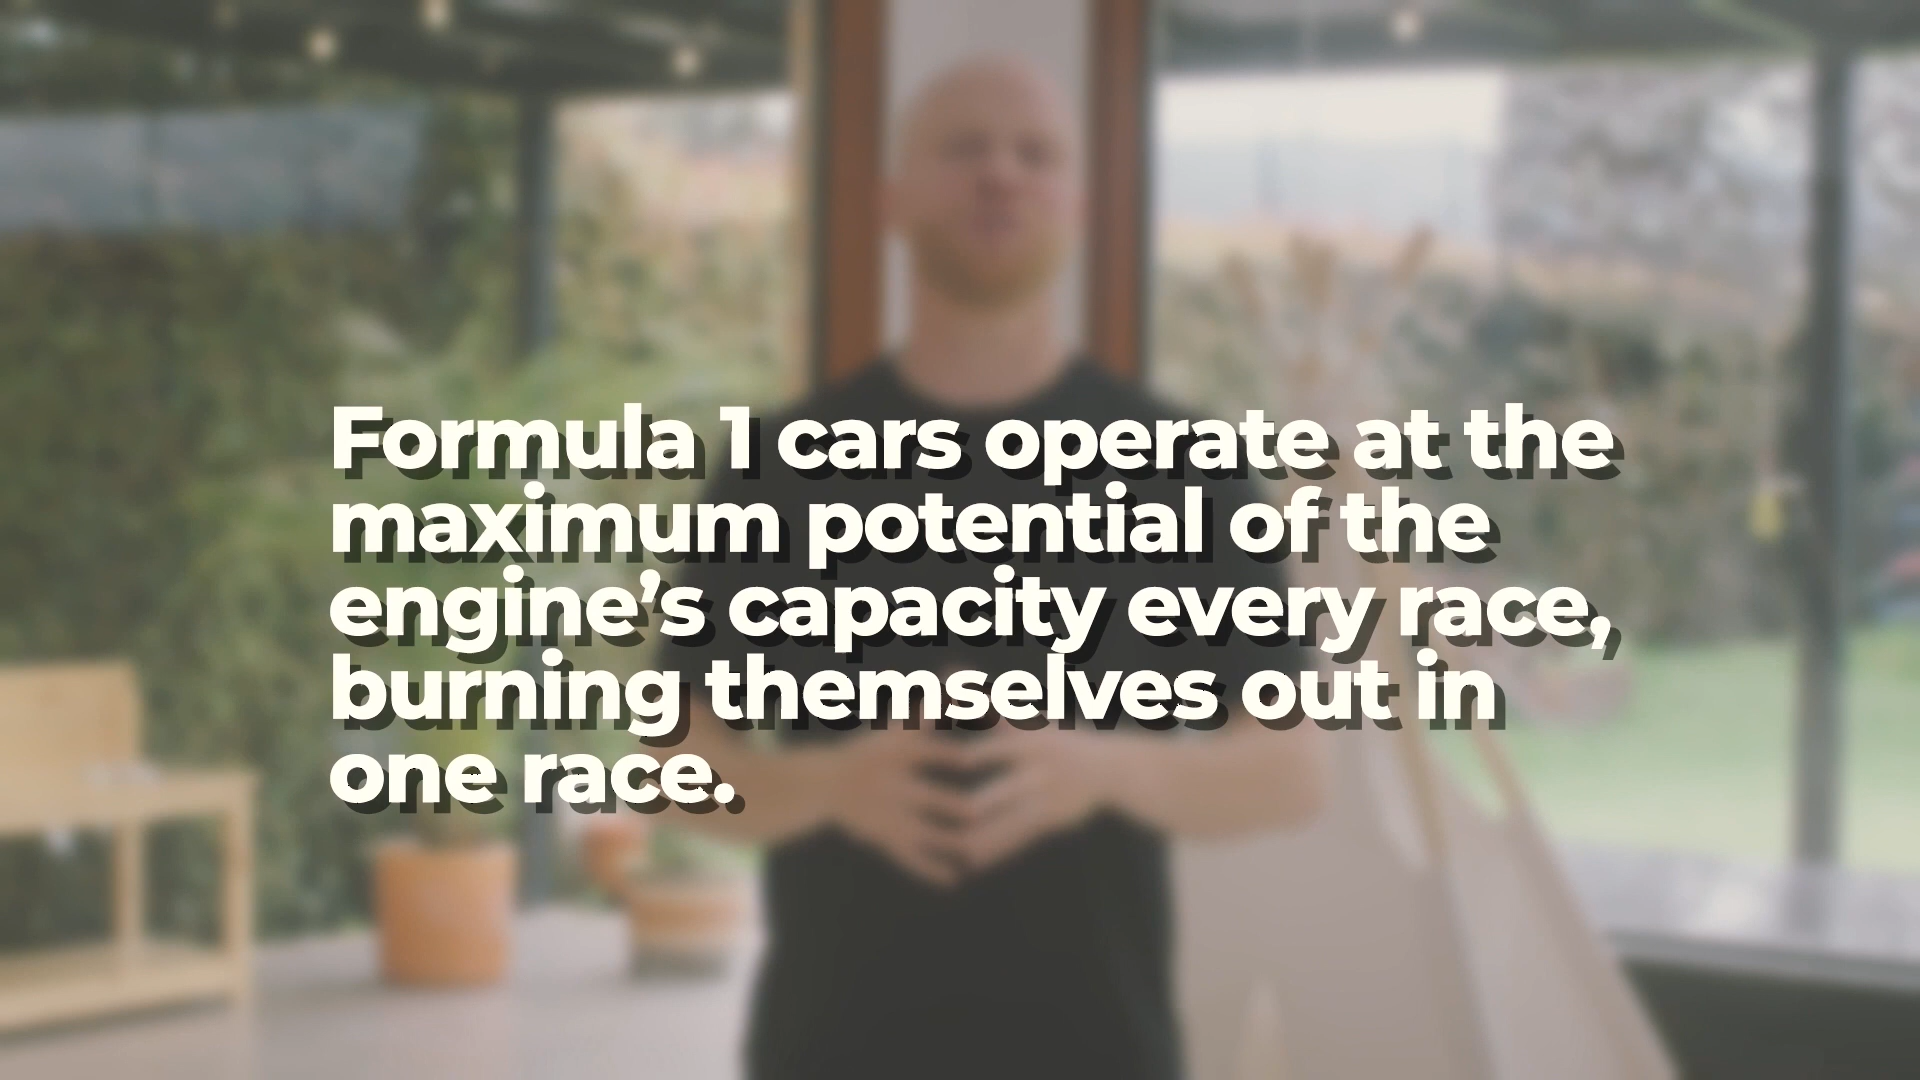 Formula 1 cars operate at the
maximum potential of the
engine’s capacity every race,
burning themselves out in
one race.